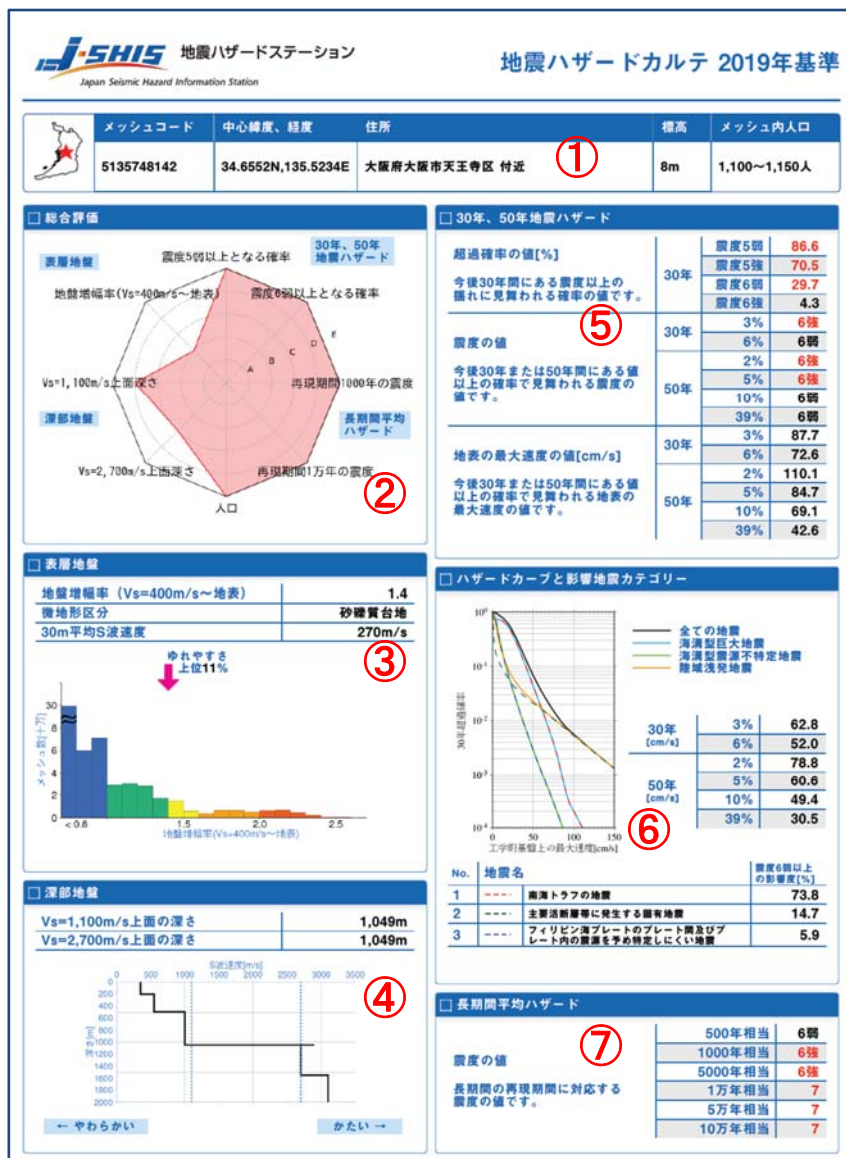 J-SHIS 地震ハザードステーション
Japan Seismic Hazard Information Station
地震ハザードカルテ 2019年基準
メッシュコード 中心緯度、経度 住所 標高 メッシュ内人口
5135748142 34.6552N,135.5234E 大阪府大阪市天王寺区 付近 8m 1,100～1,150人
①
総合評価
表層地盤
30年、50年
地震ハザード
震度5弱以上となる確率
地盤増幅率(Vs=400m/s～地表)
震度6弱以上となる確率
A B C D E
Vs=1,100m/s上面深さ
再現期間1000年の震度
深部地盤
長期間平均
ハザード
Vs=2,700m/s上面深さ
再現期間1万年の震度
人口
②
表層地盤
地盤増幅率（Vs=400m/s～地表） 1.4
微地形区分 砂礫質台地
30m平均S波速度 270m/s
③
ゆれやすさ
上位11%
メッシュ数[十万]
30
8
6
4
2
0
<0.8 1.5 2.0 2.5
地盤増幅率(Vs=400m/s～地表)
深部地盤
Vs=1,100m/s上面の深さ 1,049m
Vs=2,700m/s上面の深さ 1,049m
S波速度[m/s]
0 500 1000 1500 2000 2500 3000 3500
深さ[m]
0
200
400
600
800
1000
1200
1400
1600
1800
2000
④
← やわらかい かたい →
30年、50年地震ハザード
超過確率の値[%]
今後30年間にある震度以上の
揺れに見舞われる確率の値です。
30年
震度5弱 86.6
震度5強 70.5
震度6弱 29.7
震度6強 4.3
⑤
震度の値
今後30年または50年間にある値
以上の確率で見舞われる震度の
値です。
30年
3% 6強
6% 6弱
50年
2% 6強
5% 6強
10% 6弱
39% 6弱
地表の最大速度の値[cm/s]
今後30年または50年間にある値
以上の確率で見舞われる地表の
最大速度の値です。
30年
3% 87.7
6% 72.6
50年
2% 110.1
5% 84.7
10% 69.1
39% 42.6
ハザードカーブと影響地震カテゴリー
30年超過確率
10⁰
10⁻¹
10⁻²
10⁻³
10⁻⁴
0 50 100 150
工学的基盤上の最大速度[cm/s]
全ての地震
海溝型巨大地震
海溝型震源不特定地震
陸域浅発地震
30年
[cm/s]
3% 62.8
6% 52.0
50年
[cm/s]
2% 78.8
5% 60.6
10% 49.4
39% 30.5
⑥
No. 地震名 震度6弱以上
の影響度[%]
1 南海トラフの地震 73.8
2 主要活断層帯に発生する固有地震 14.7
3 フィリピン海プレートのプレート間及びプ
レート内の震源を予め特定しにくい地震 5.9
長期間平均ハザード
⑦
震度の値
長期間の再現期間に対応する
震度の値です。
500年相当 6弱
1000年相当 6強
5000年相当 6強
1万年相当 7
5万年相当 7
10万年相当 7